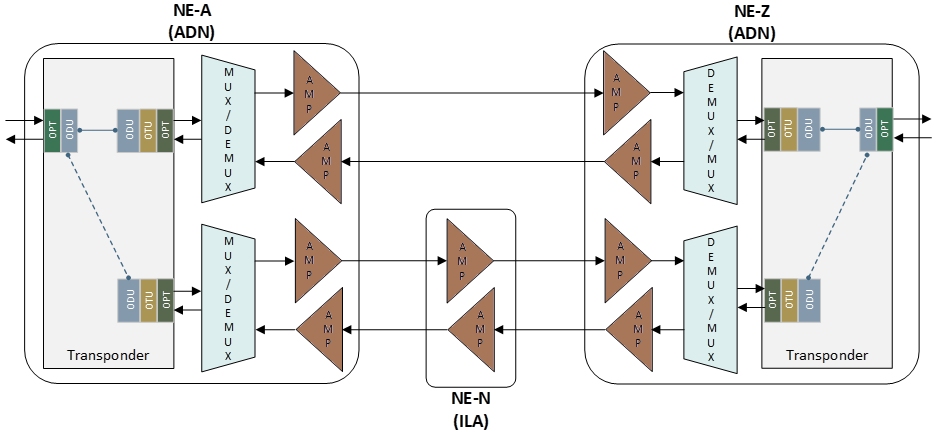 NE-A
(ADN)
NE-Z
(ADN)
OPT ODU
ODU OTU OPT
MUX/DEMUX
AMP
AMP
AMP
AMP
DEMUX/MUX
OPT OTU ODU
ODU OPT
ODU OTU OPT
MUX/DEMUX
AMP
AMP
AMP
AMP
AMP
AMP
DEMUX/MUX
OPT OTU ODU
Transponder
Transponder
NE-N
(ILA)